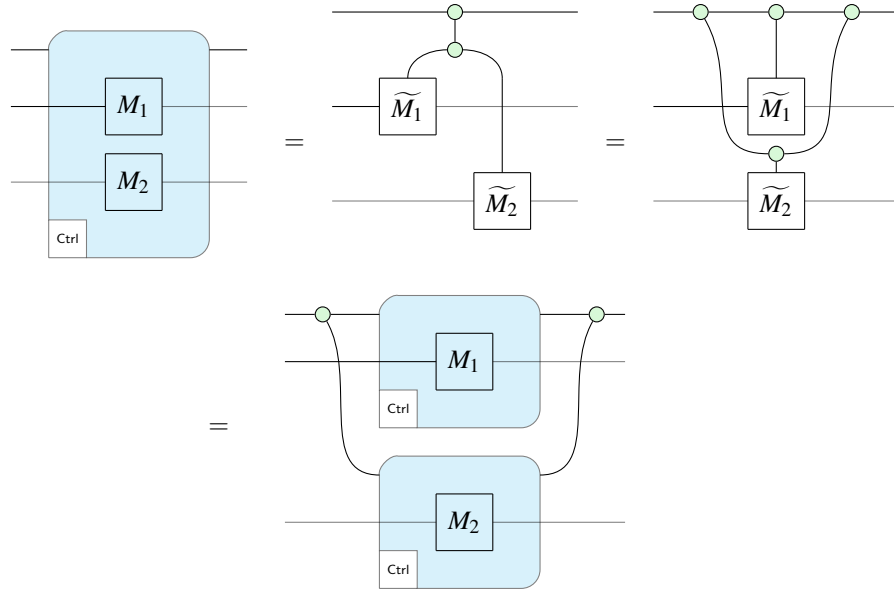 M₁
M̃₁
M̃₁
=
=
M₂
M̃₂
M̃₂
Ctrl
M₁
Ctrl
=
M₂
Ctrl